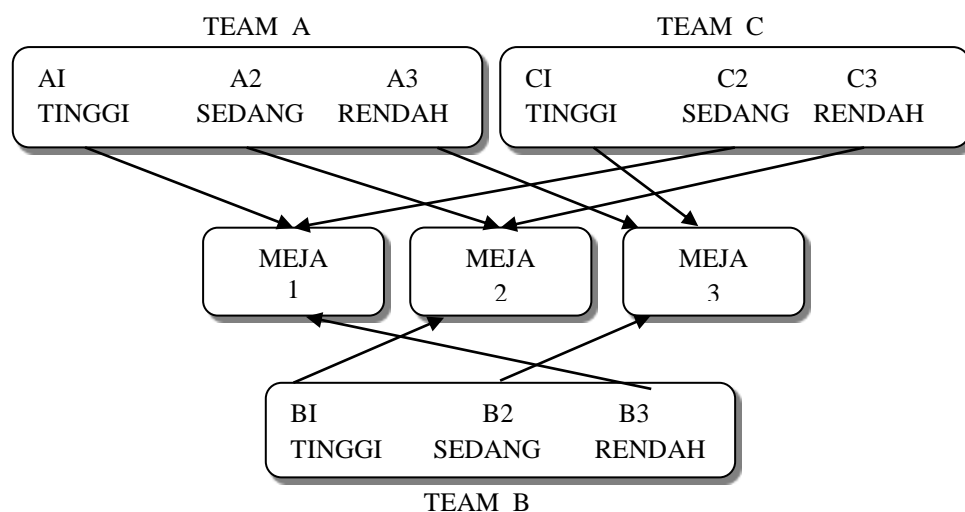 TEAM A
TEAM C
AI A2 A3
TINGGI SEDANG RENDAH
CI C2 C3
TINGGI SEDANG RENDAH
MEJA
1
MEJA
2
MEJA
3
BI B2 B3
TINGGI SEDANG RENDAH
TEAM B